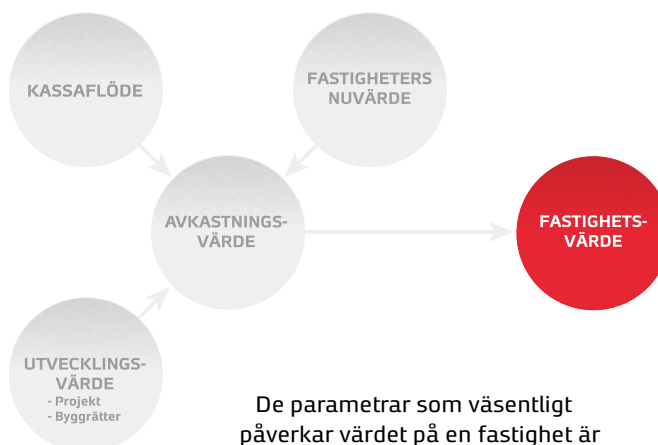 KASSAFLÖDE
FASTIGHETERS
NUVÄRDE
AVKASTNINGS-
VÄRDE
FASTIGHETS-
VÄRDE
UTVECKLINGS-
VÄRDE
- Projekt
- Byggrätter
De parametrar som väsentligt
påverkar värdet på en fastighet är